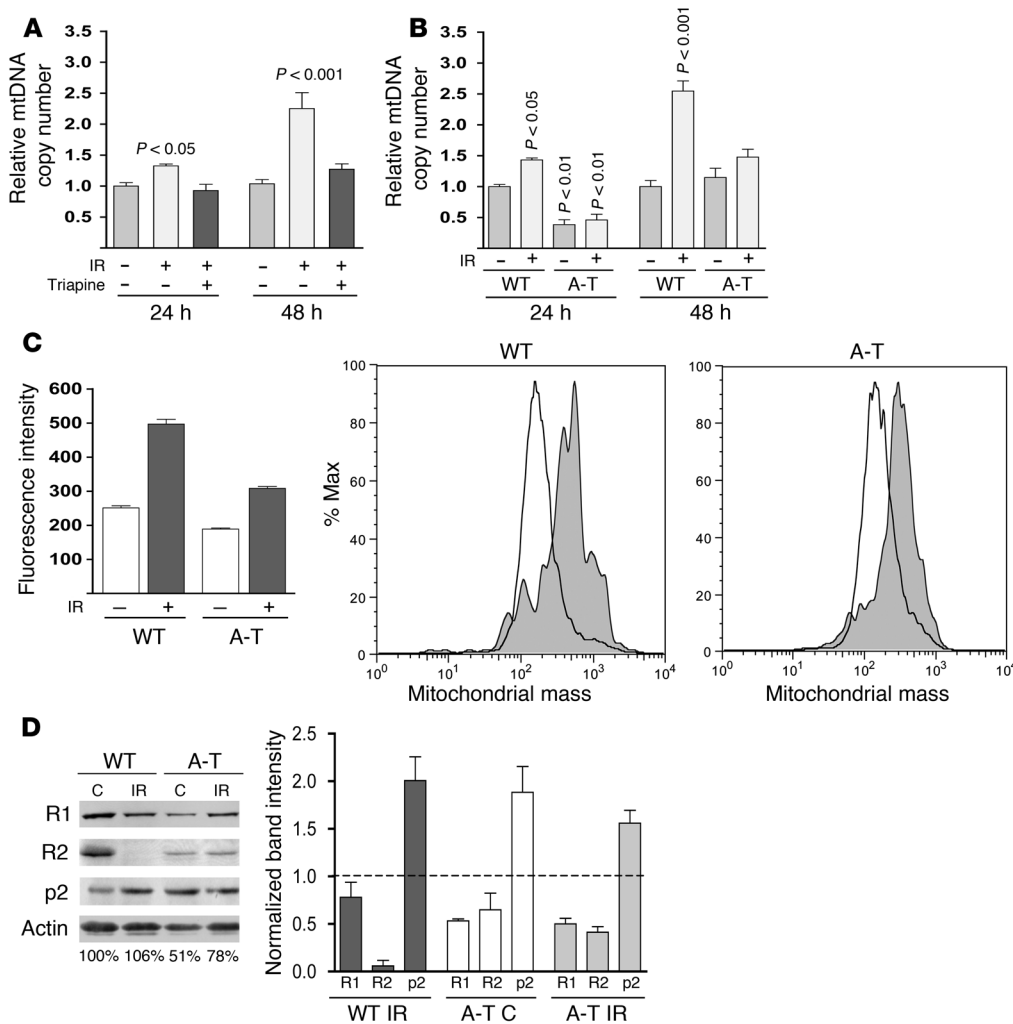 A
Relative mtDNA
copy number
3.5
3.0
2.5
2.0
1.5
1.0
0.5
P < 0.05
P < 0.001
IR – + + – + +
Triapine – – + – – +
24 h 48 h
B
Relative mtDNA
copy number
3.5
3.0
2.5
2.0
1.5
1.0
0.5
P < 0.05
P < 0.01
P < 0.01
P < 0.001
IR – + – + – + – +
WT A-T WT A-T
24 h 48 h
C
Fluorescence intensity
600
500
400
300
200
100
IR – + – +
WT A-T
WT
% Max
100
80
60
40
20
0
10⁰ 10¹ 10² 10³ 10⁴
Mitochondrial mass
A-T
100
80
60
40
20
0
10⁰ 10¹ 10² 10³ 10⁴
Mitochondrial mass
D
WT A-T
C IR C IR
R1
R2
p2
Actin
100% 106% 51% 78%
Normalized band intensity
2.5
2.0
1.5
1.0
0.5
0.0
R1 R2 p2 R1 R2 p2 R1 R2 p2
WT IR A-T C A-T IR